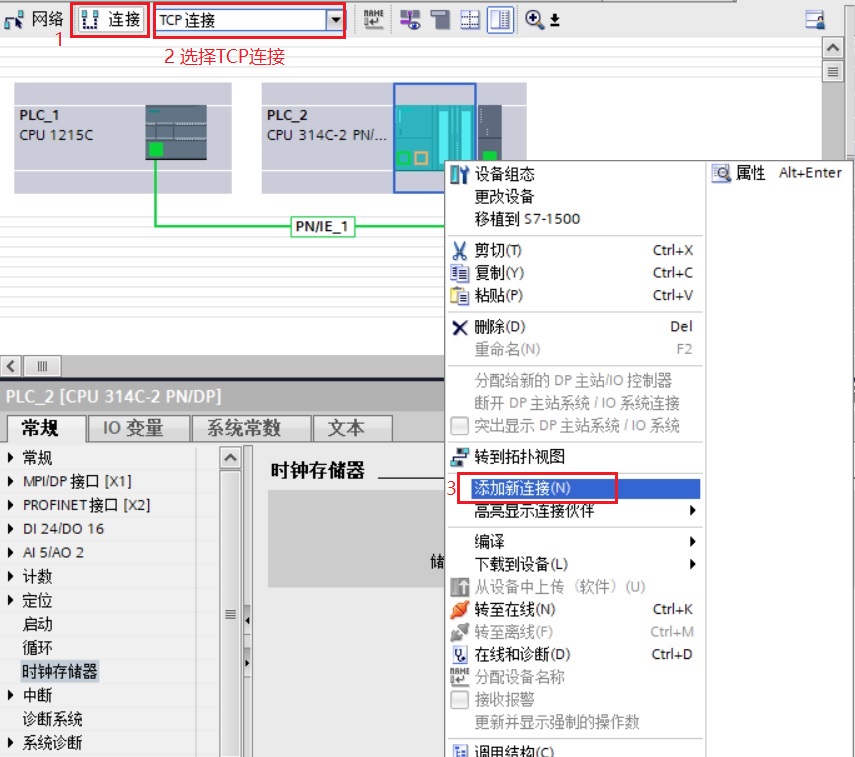 网络 连接 TCP 连接
1
2 选择TCP连接
PLC_1
CPU 1215C
PLC_2
CPU 314C-2 PN/...
PN/IE_1
设备组态
更改设备
移植到 S7-1500
剪切(T) Ctrl+X
复制(Y) Ctrl+C
粘贴(P) Ctrl+V
删除(D) Del
重命名(N) F2
分配给新的 DP 主站/IO 控制器
断开 DP 主站系统 / IO 系统连接
突出显示 DP 主站系统 / IO 系统
转到拓扑视图
3 添加新连接(N)
高亮显示连接伙伴
编译
下载到设备(L)
从设备中上传（软件）(U)
转至在线(N) Ctrl+K
转至离线(F) Ctrl+M
在线和诊断(D) Ctrl+D
分配设备名称
接收报警
更新并显示强制的操作数
调用结构(C)
属性 Alt+Enter
PLC_2 [CPU 314C-2 PN/DP]
常规 IO 变量 系统常数 文本
常规
MPI/DP 接口 [X1]
PROFINET接口 [X2]
DI 24/DO 16
AI 5/AO 2
计数
定位
启动
循环
时钟存储器
中断
诊断系统
系统诊断
时钟存储器
储